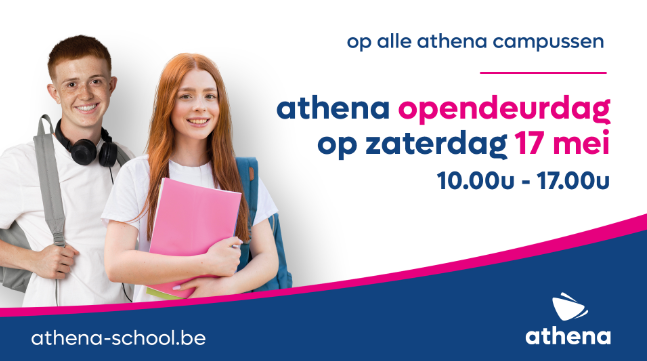 op alle athena campussen
athena opendeurdag
op zaterdag 17 mei
10.00u - 17.00u
athena-school.be
athena